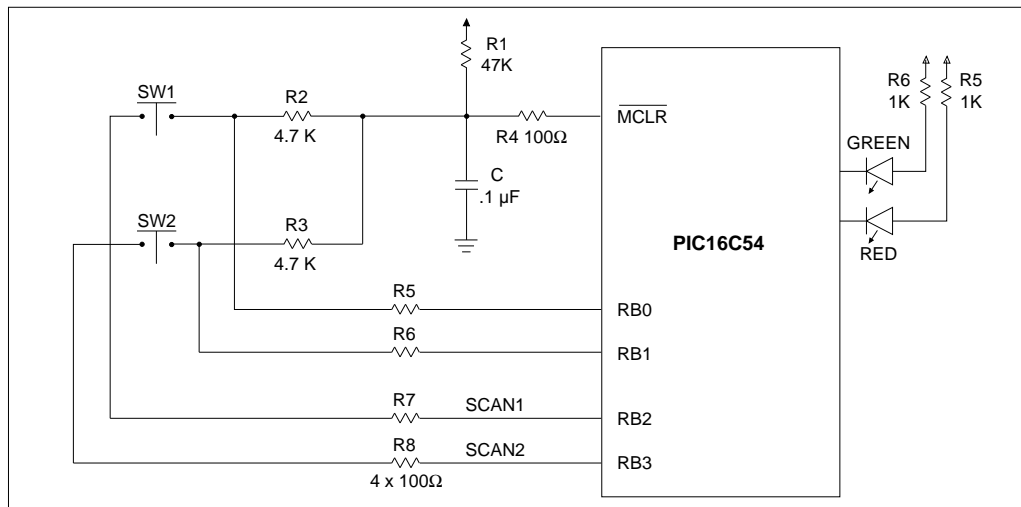 R1
47K
SW1
R2
4.7 K
R4 100Ω
MCLR
R6
1K
R5
1K
GREEN
C
.1 µF
SW2
R3
4.7 K
PIC16C54
RED
R5
RB0
R6
RB1
R7
SCAN1
RB2
R8
SCAN2
RB3
4 x 100Ω